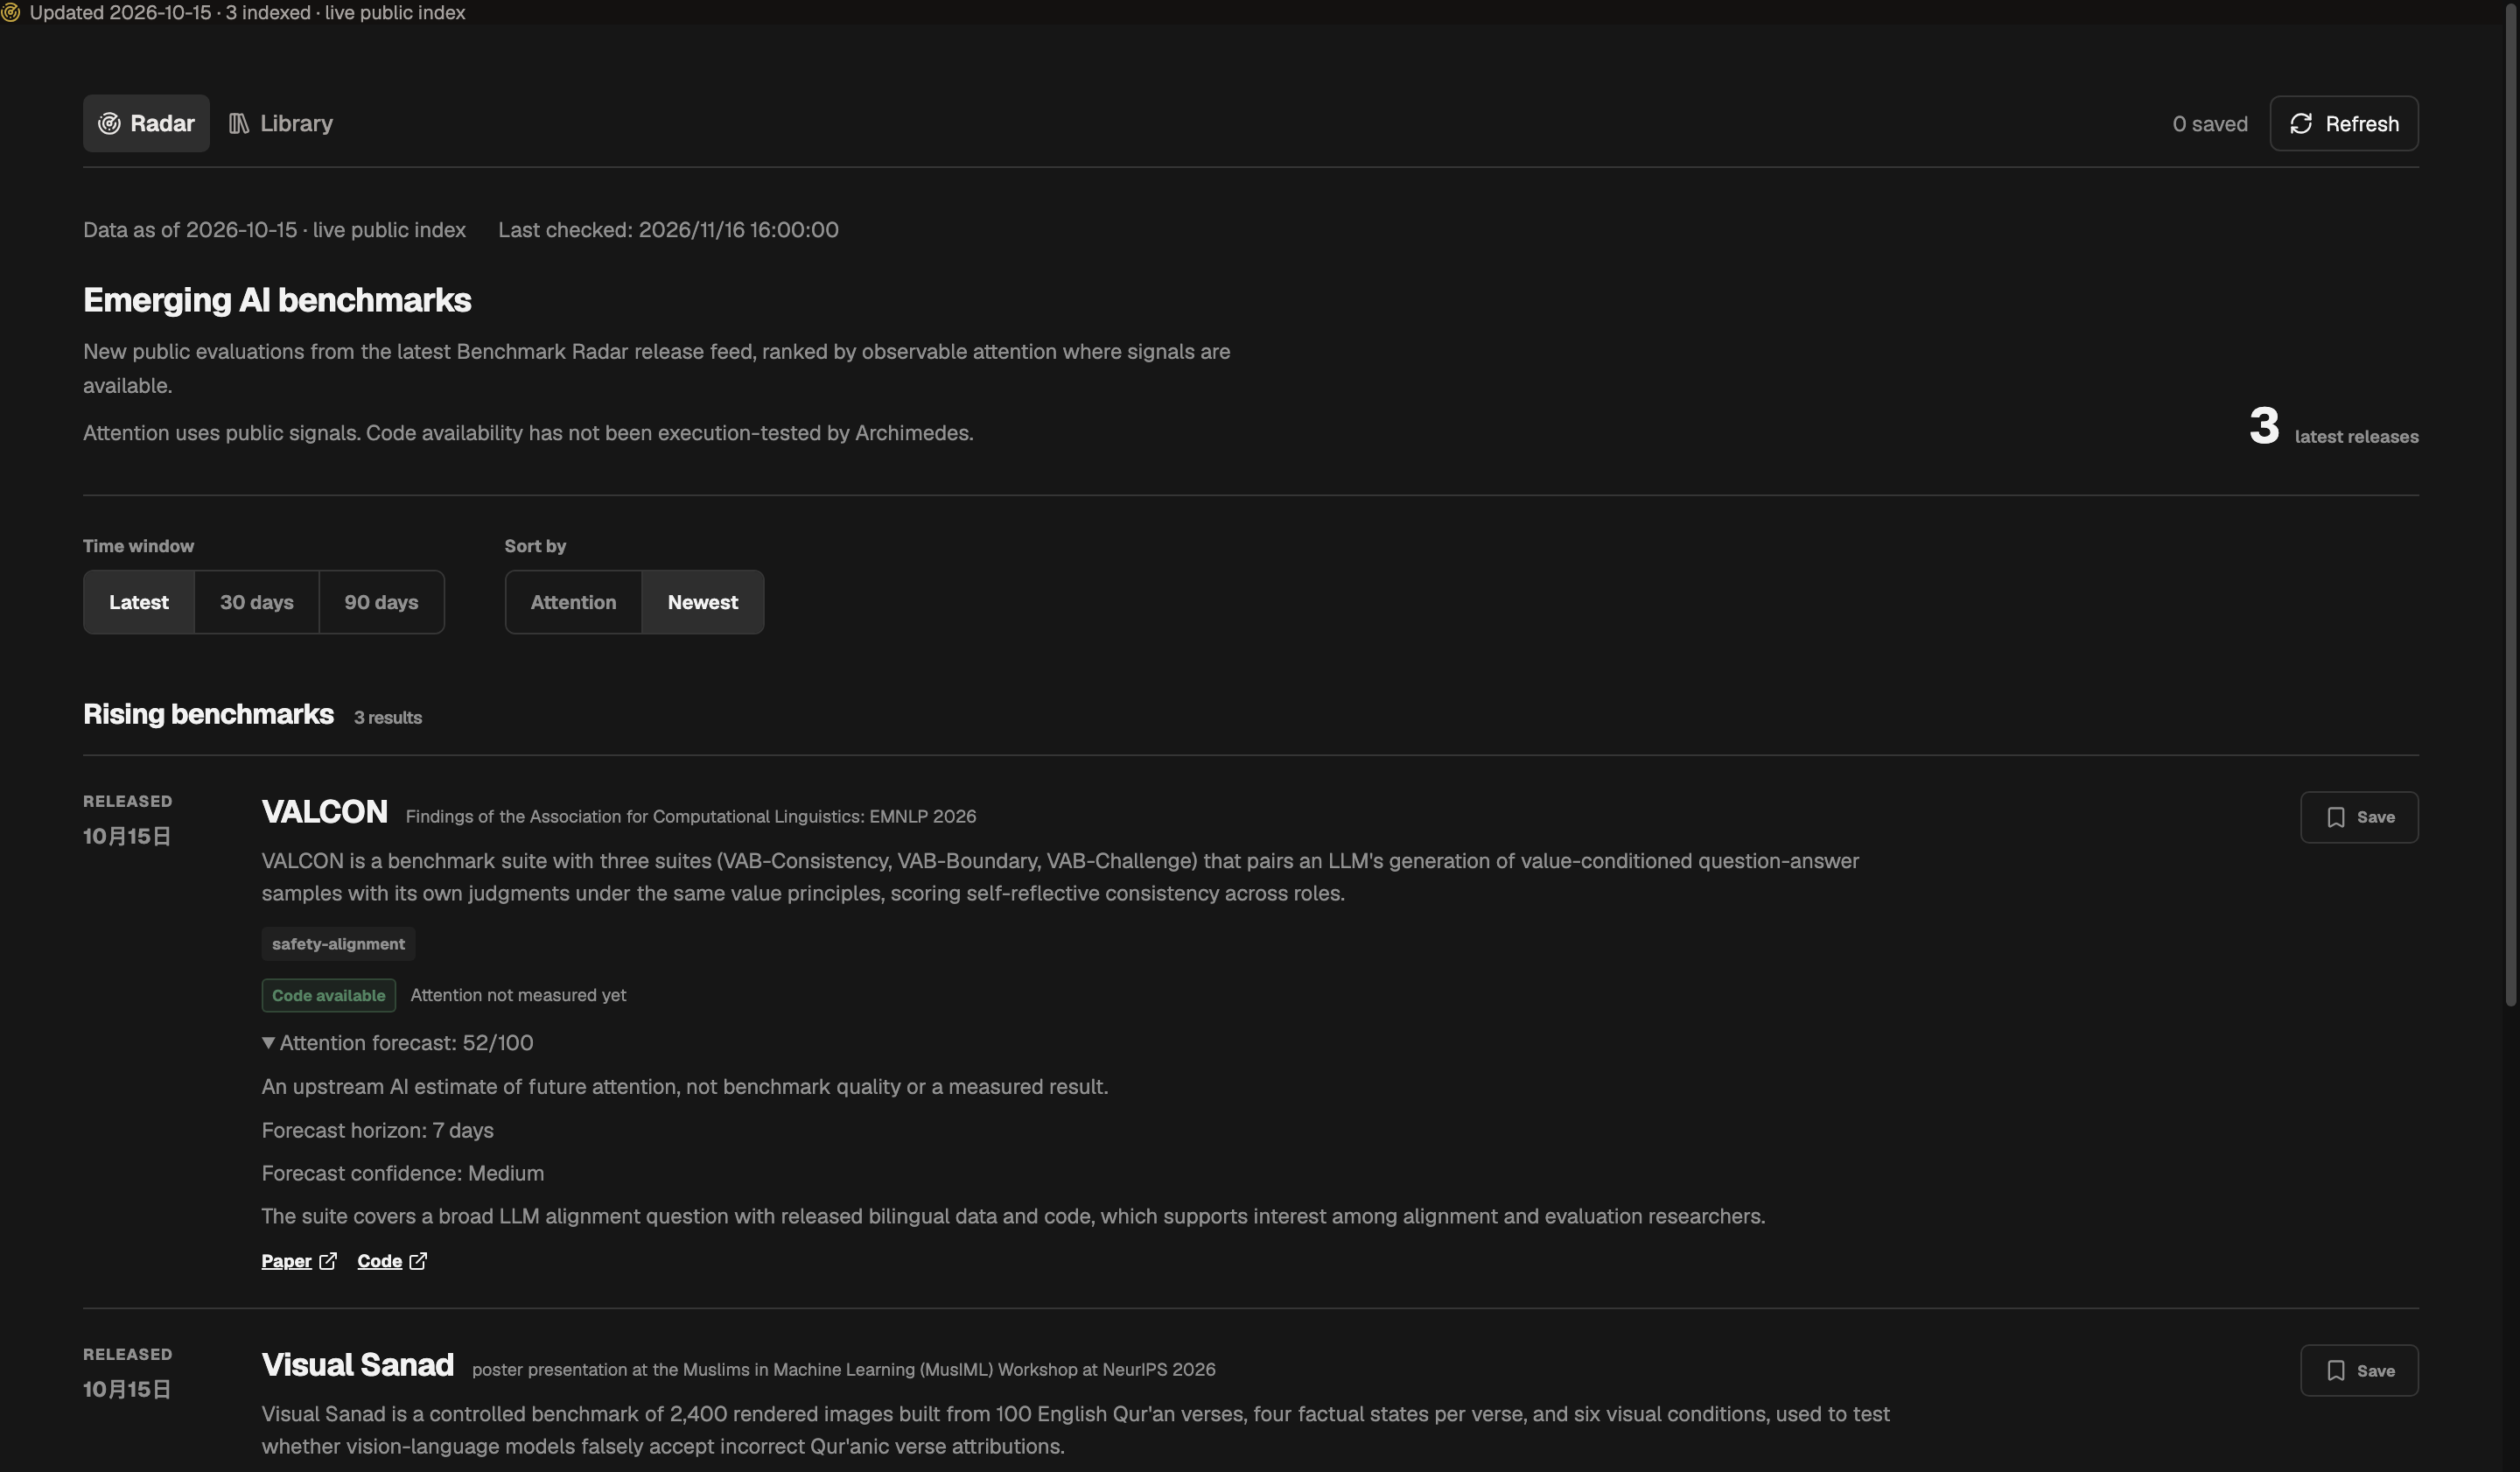 Updated 2026-10-15 · 3 indexed · live public index
Radar
Library
0 saved
Refresh
Data as of 2026-10-15 · live public index
Last checked: 2026/11/16 16:00:00
Emerging AI benchmarks
New public evaluations from the latest Benchmark Radar release feed, ranked by observable attention where signals are
available.
Attention uses public signals. Code availability has not been execution-tested by Archimedes.
3 latest releases
Time window
Latest
30 days
90 days
Sort by
Attention
Newest
Rising benchmarks 3 results
RELEASED
10月15日
VALCON Findings of the Association for Computational Linguistics: EMNLP 2026
Save
VALCON is a benchmark suite with three suites (VAB-Consistency, VAB-Boundary, VAB-Challenge) that pairs an LLM's generation of value-conditioned question-answer
samples with its own judgments under the same value principles, scoring self-reflective consistency across roles.
safety-alignment
Code available Attention not measured yet
▼ Attention forecast: 52/100
An upstream AI estimate of future attention, not benchmark quality or a measured result.
Forecast horizon: 7 days
Forecast confidence: Medium
The suite covers a broad LLM alignment question with released bilingual data and code, which supports interest among alignment and evaluation researchers.
Paper Code
RELEASED
10月15日
Visual Sanad poster presentation at the Muslims in Machine Learning (MusIML) Workshop at NeurIPS 2026
Save
Visual Sanad is a controlled benchmark of 2,400 rendered images built from 100 English Qur'an verses, four factual states per verse, and six visual conditions, used to test
whether vision-language models falsely accept incorrect Qur'anic verse attributions.